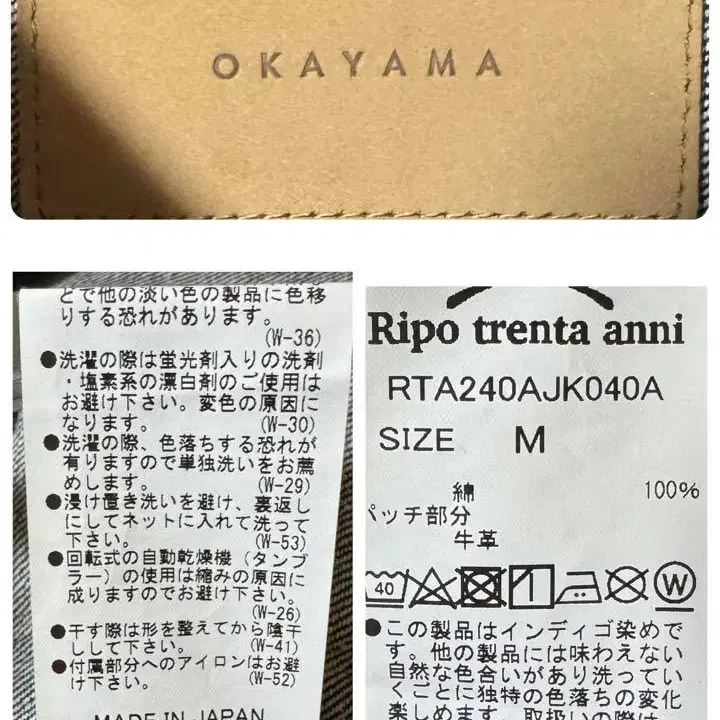 OKAYAMA
とで他の淡い色の製品に色移
りする恐れがあります。
(W-36)
●洗濯の際は蛍光剤入りの洗剤
・塩素系の漂白剤のご使用は
お避け下さい。変色の原因に
なります。 (W-30)
●洗濯の際、色落ちする恐れが
有りますので単独洗いをお薦
めします。 (W-29)
●浸け置き洗いを避け、裏返し
にしてネットに入れて洗って
下さい。 (W-53)
●回転式の自動乾燥機(タンブ
ラー)の使用は縮みの原因に
成りますのでお避け下さい。
(W-26)
●干す際は形を整えてから陰干
しして下さい。 (W-41)
●付属部分へのアイロンはお避
け下さい。 (W-52)
MADE IN JAPAN
Ripo trenta anni
RTA240AJK040A
SIZE M
綿 100%
パッチ部分
牛革
40 W
●この製品はインディゴ染めで
す。他の製品には味わえない
自然な色合いがあり洗ってい
くごとに独特の色落ちの変化
楽しめます。取扱いの際